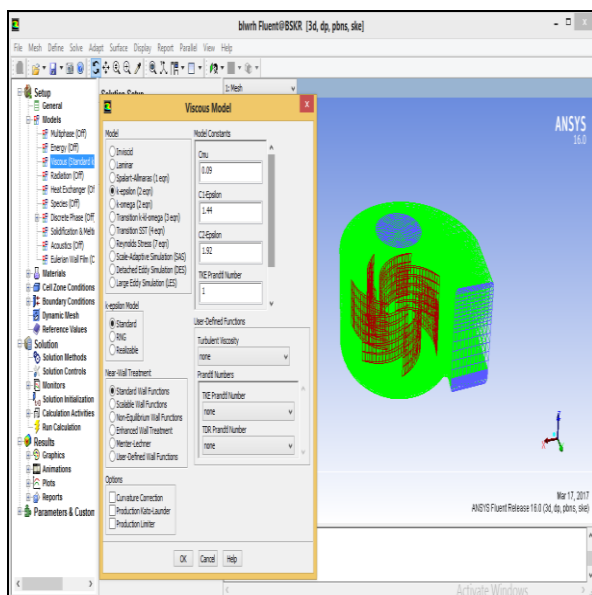 blwrh Fluent@BSKR [3d, dp, pbns, ske]
File Mesh Define Solve Adapt Surface Display Report Parallel View Help
Setup
General
Models
Multiphase (Off)
Energy (Off)
Viscous (Standard k
Radiation (Off)
Heat Exchanger (Of
Species (Off)
Discrete Phase (Off)
Solidification & Melti
Acoustics (Off)
Eulerian Wall Film (O
Materials
Cell Zone Conditions
Boundary Conditions
Dynamic Mesh
Reference Values
Solution
Solution Methods
Solution Controls
Monitors
Solution Initialization
Calculation Activities
Run Calculation
Results
Graphics
Animations
Plots
Reports
Parameters & Custom
Solution Setup
1: Mesh
Viscous Model
Model
Inviscid
Laminar
Spalart-Allmaras (1 eqn)
k-epsilon (2 eqn)
k-omega (2 eqn)
Transition k-kl-omega (3 eqn)
Transition SST (4 eqn)
Reynolds Stress (7 eqn)
Scale-Adaptive Simulation (SAS)
Detached Eddy Simulation (DES)
Large Eddy Simulation (LES)
k-epsilon Model
Standard
RNG
Realizable
Near-Wall Treatment
Standard Wall Functions
Scalable Wall Functions
Non-Equilibrium Wall Functions
Enhanced Wall Treatment
Menter-Lechner
User-Defined Wall Functions
Options
Curvature Correction
Production Kato-Launder
Production Limiter
Model Constants
Cmu
0.09
C1-Epsilon
1.44
C2-Epsilon
1.92
TKE Prandtl Number
1
User-Defined Functions
Turbulent Viscosity
none
Prandtl Numbers
TKE Prandtl Number
none
TDR Prandtl Number
none
OK Cancel Help
ANSYS
16.0
Z
X
Mar 17, 2017
ANSYS Fluent Release 16.0 (3d, dp, pbns, ske)
Activate Windows